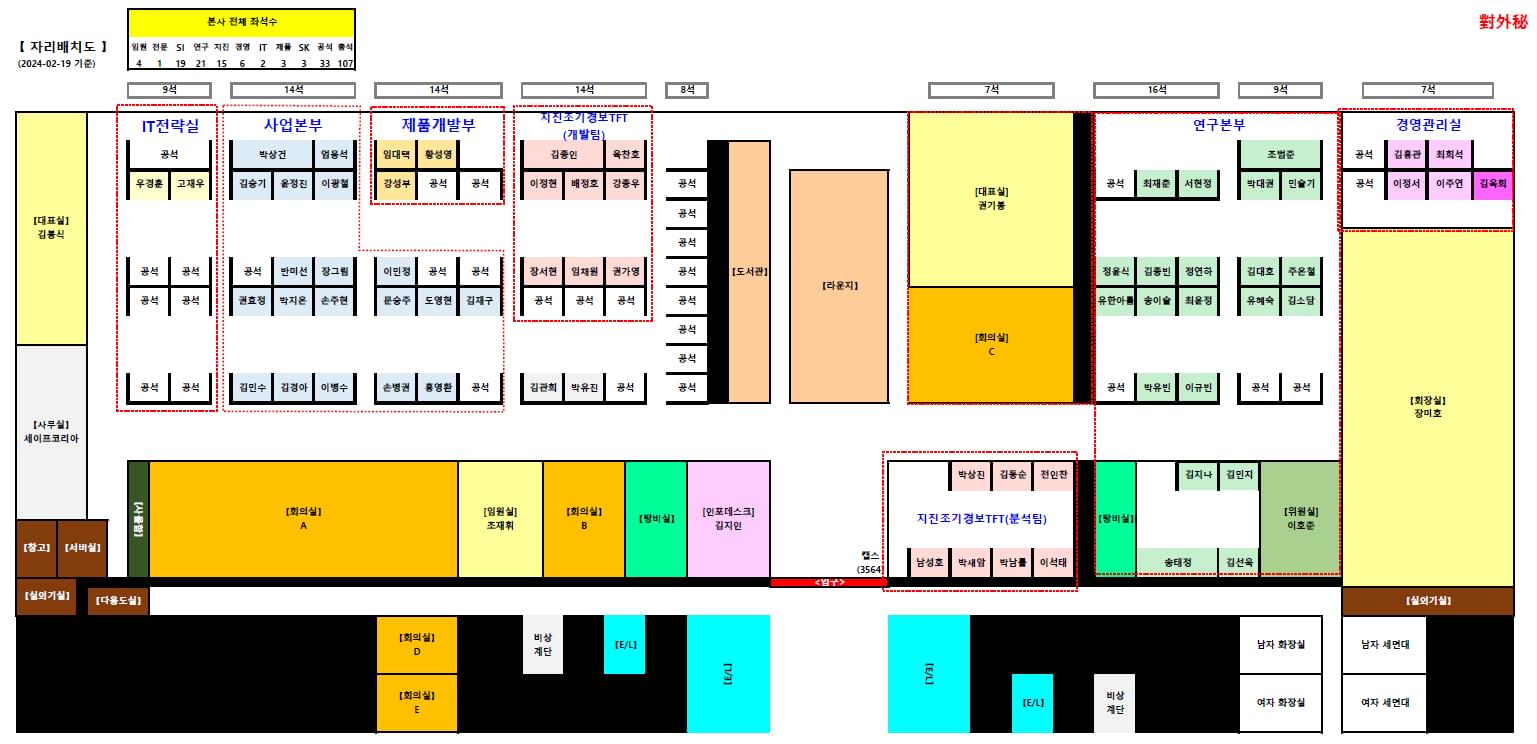 본사 전체 좌석수
對外秘
【 자리배치도 】
(2024-02-19 기준)
임원 전문 SI 연구 지진 경영 IT 제품 SK 공석 총석
4 1 19 21 15 6 2 3 3 33 107
9석 14석 14석 14석 8석 7석 16석 9석 7석
IT전략실 사업본부 제품개발부 지진조기경보TFT
(개발팀)
연구본부 경영관리실
공석 박상건 엄용석 임대택 황성영 김종인 육찬호 조범준 공석 김홍관 최희석
우경훈 고재우 김승기 윤정진 이광철 강성부 공석 공석 이정현 배정호 강종우 공석 공석 최재준 서현정 박대권 민슬기 공석 이정서 이주연 김옥희
[대표실]
권기봉
[대표실]
김봉식
공석
공석
공석 공석 공석 반미선 장그림 이민정 공석 공석 장서현 임채원 권가영 공석 [도서관] [라운지] 정윤식 김종빈 정연하 김대호 주온철
공석 공석 권효정 박지온 손주현 문승주 도영현 김재구 공석 공석 공석 공석 유한아름 송이슬 최윤정 유혜숙 김소담
공석
[회의실]
C
공석
공석 공석 김민수 김경아 이병수 손병권 홍영환 공석 김관희 박유진 공석 공석 공석 박유빈 이규빈 공석 공석
[회장실]
장미호
[사무실]
세이프코리아
박상진 김동순 전인찬 김지나 김민지
[사물함]
[회의실]
A
[임원실]
조재휘
[회의실]
B
[탕비실]
[인포데스크]
김지인
지진조기경보TFT(분석팀)
[탕비실]
[위원실]
이호준
[창고] [서버실]
캡스
(3564
남성호 박새암 박남률 이석태 송태정 김선욱
<입구>
[실외기실] [다용도실] [실외기실]
[회의실]
D
비상
계단
[E/L]
[E/L]
[E/L]
남자 화장실 남자 세면대
[회의실]
E
[E/L]
비상
계단
여자 화장실 여자 세면대